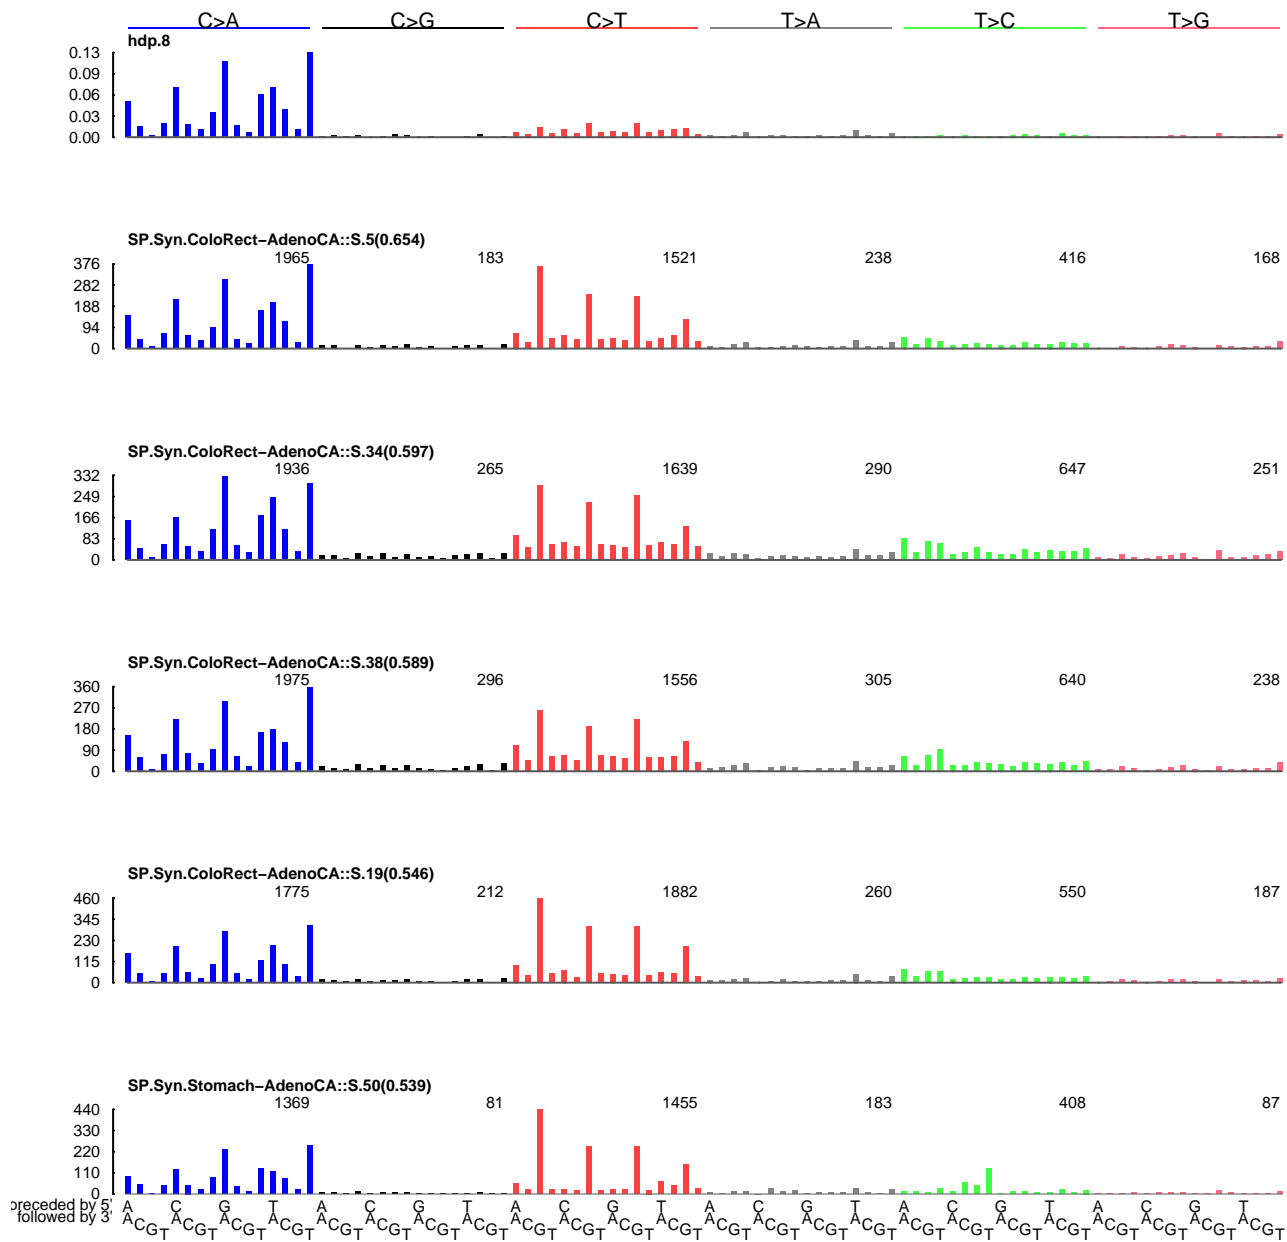 C>A C>G C>T T>A T>C T>G
hdp.8
0.13
0.09
0.06
0.03
0.00
SP.Syn.ColoRect−AdenoCA::S.5(0.654)
1965 183 1521 238 416 168
376
282
188
94
0
SP.Syn.ColoRect−AdenoCA::S.34(0.597)
1936 265 1639 290 647 251
332
249
166
83
0
SP.Syn.ColoRect−AdenoCA::S.38(0.589)
1975 296 1556 305 640 238
360
270
180
90
0
SP.Syn.ColoRect−AdenoCA::S.19(0.546)
1775 212 1882 260 550 187
460
345
230
115
0
SP.Syn.Stomach−AdenoCA::S.50(0.539)
1369 81 1455 183 408 87
440
330
220
110
0
preceded by 5' A C G T A C G T A C G T A C G T A C G T A C G T
followed by 3' A C G T A C G T A C G T A C G T A C G T A C G T A C G T A C G T A C G T A C G T A C G T A C G T A C G T A C G T A C G T A C G T A C G T A C G T A C G T A C G T A C G T A C G T A C G T A C G T